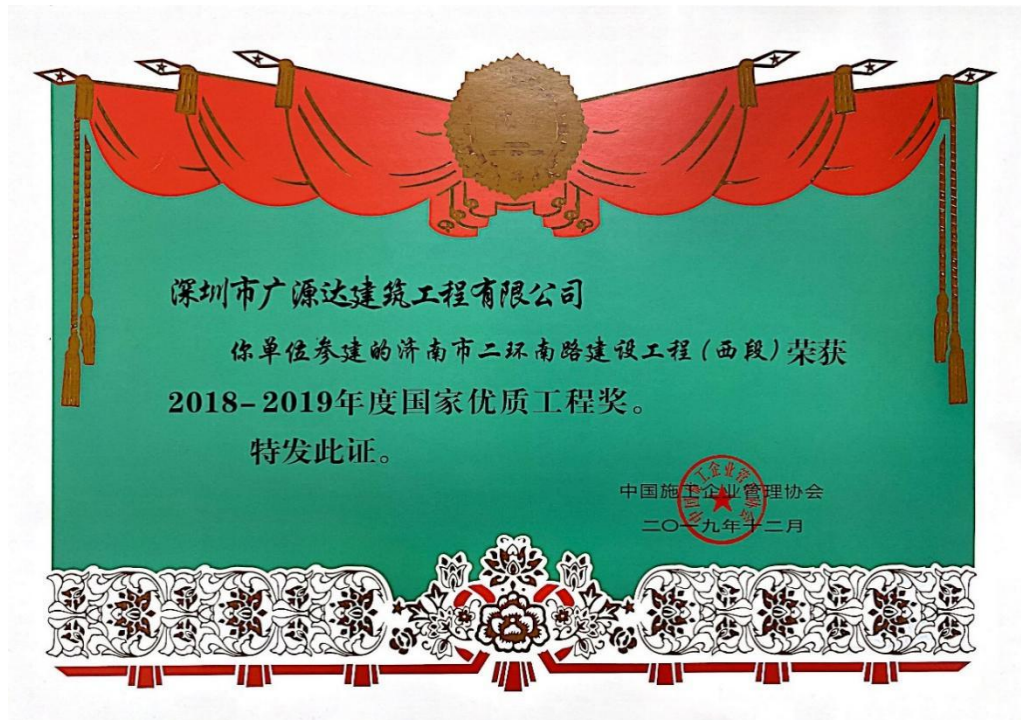 深圳市广源达建筑工程有限公司
你单位参建的济南市二环南路建设工程(西段)荣获
2018-2019年度国家优质工程奖。
特发此证。
中国施工企业管理协会
二〇一九年十二月